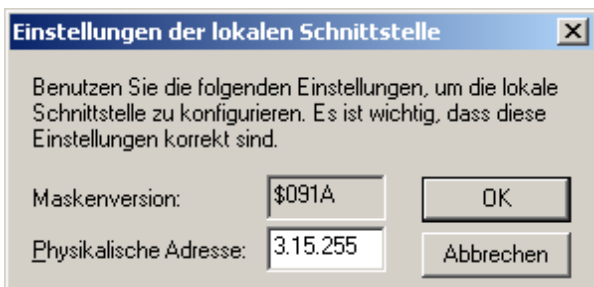 Einstellungen der lokalen Schnittstelle
Benutzen Sie die folgenden Einstellungen, um die lokale
Schnittstelle zu konfigurieren. Es ist wichtig, dass diese
Einstellungen korrekt sind.
Maskenversion: $091A OK
Physikalische Adresse: 3.15.255 Abbrechen